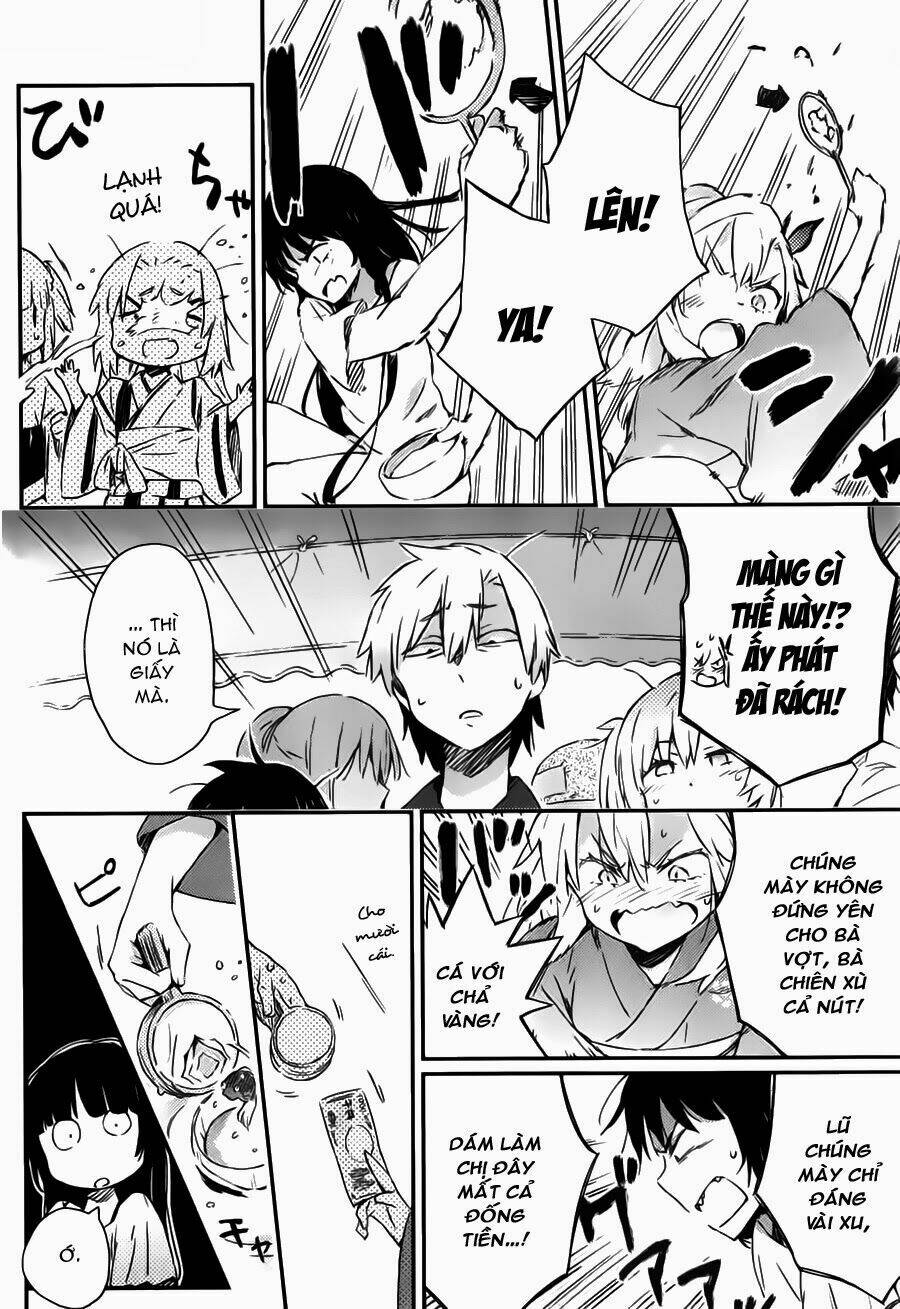 LÊN!
YA!
びちゃ
LẠNH
QUÁ!
MÀNG GÌ
THẾ NÀY!?
ẤY PHÁT
ĐÃ RÁCH!
... THÌ
NÓ LÀ
GIẤY
MÀ.
CHÚNG
MÀY KHÔNG
ĐỨNG YÊN
CHO BÀ
VỢT, BÀ
CHIÊN XÙ
CẢ NÚT!
CÁ VỚI
CHẢ
VÀNG!
LŨ
CHÚNG
MÀY CHỈ
ĐÁNG
VÀI XU,
DÁM LÀM
CHỊ ĐÂY
MẤT CẢ
ĐỐNG
TIỀN...!
Cho
mười
cái.
ピ
チャ
Ớ.